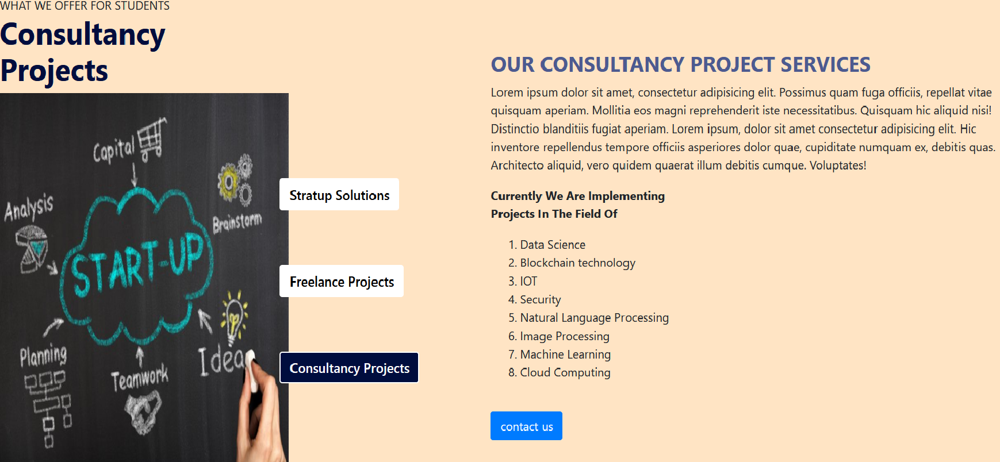 WHAT WE OFFER FOR STUDENTS
Consultancy
Projects
Capital
Analysis
Brainstorm
START-UP
Planning
Teamwork
Idea
Stratup Solutions
Freelance Projects
Consultancy Projects
OUR CONSULTANCY PROJECT SERVICES
Lorem ipsum dolor sit amet, consectetur adipisicing elit. Possimus quam fuga officiis, repellat vitae
quisquam aperiam. Mollitia eos magni reprehenderit iste necessitatibus. Quisquam hic aliquid nisi!
Distinctio blanditiis fugiat aperiam. Lorem ipsum, dolor sit amet consectetur adipisicing elit. Hic
inventore repellendus tempore officiis asperiores dolor quae, cupiditate numquam ex, debitis quas.
Architecto aliquid, vero quidem quaerat illum debitis cumque. Voluptates!
Currently We Are Implementing
Projects In The Field Of
1. Data Science
2. Blockchain technology
3. IOT
4. Security
5. Natural Language Processing
6. Image Processing
7. Machine Learning
8. Cloud Computing
contact us